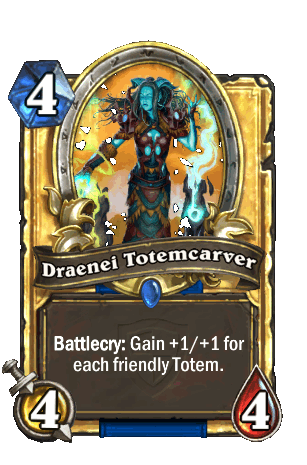 4
Draenei Totemcarver
Battlecry: Gain +1/+1 for
each friendly Totem.
4
4